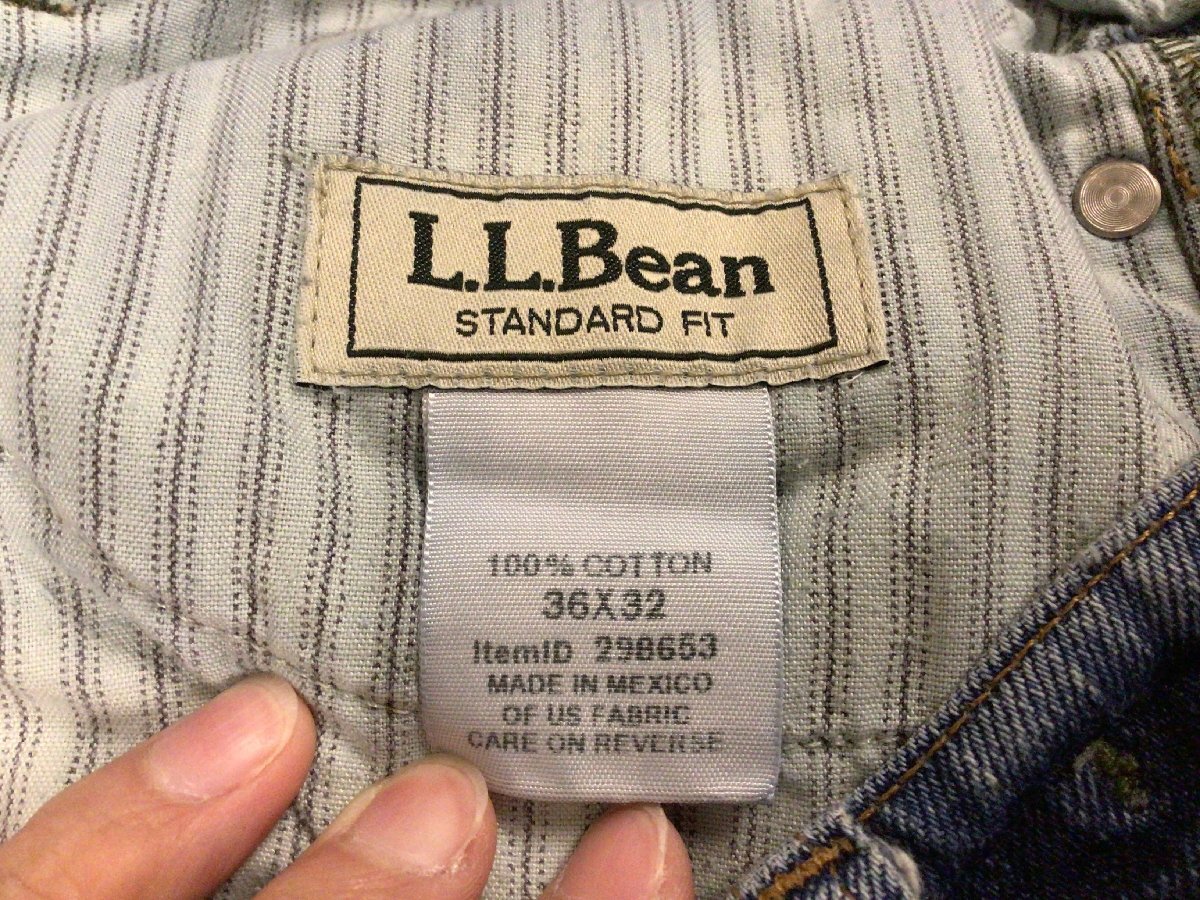 L.L.Bean
STANDARD FIT
100% COTTON
36X32
ItemID 298653
MADE IN MEXICO
OF US FABRIC
CARE ON REVERSE